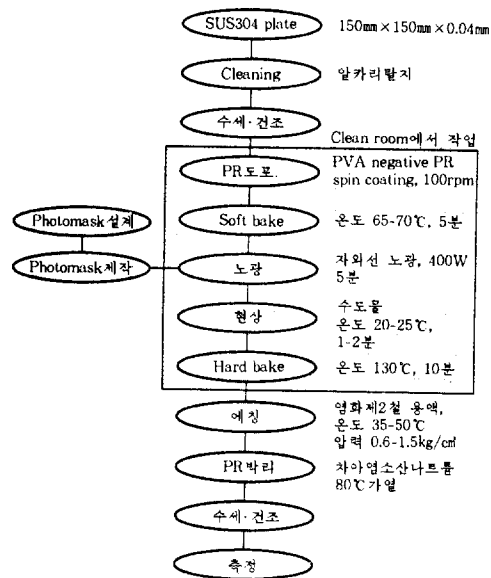 SUS304 plate 150㎜×150㎜×0.04㎜
Cleaning 알카리탈지
수세·건조
Clean room에서 작업
PR도포. PVA negative PR
spin coating, 100rpm
Photomask설계
Soft bake 온도 65-70℃, 5분
Photomask제작
노광 자외선 노광, 400W
5분
현상 수도물
온도 20-25℃,
1-2분
Hard bake 온도 130℃, 10분
에칭 염화제2철 용액,
온도 35-50℃
압력 0.6-1.5kg/㎠
PR박리 차아염소산나트륨
80℃가열
수세·건조
측정